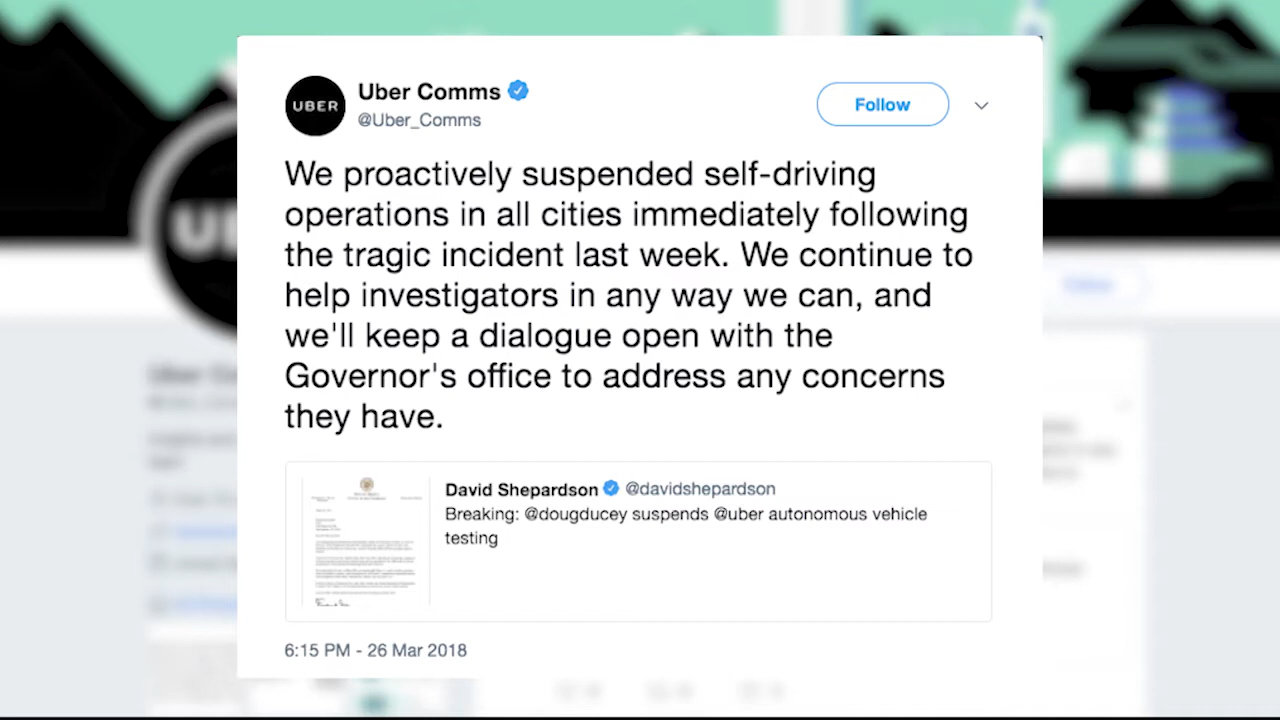 UBER
Uber Comms
@Uber_Comms
Follow
We proactively suspended self-driving
operations in all cities immediately following
the tragic incident last week. We continue to
help investigators in any way we can, and
we'll keep a dialogue open with the
Governor's office to address any concerns
they have.
David Shepardson @davidshepardson
Breaking: @dougducey suspends @uber autonomous vehicle
testing
6:15 PM - 26 Mar 2018